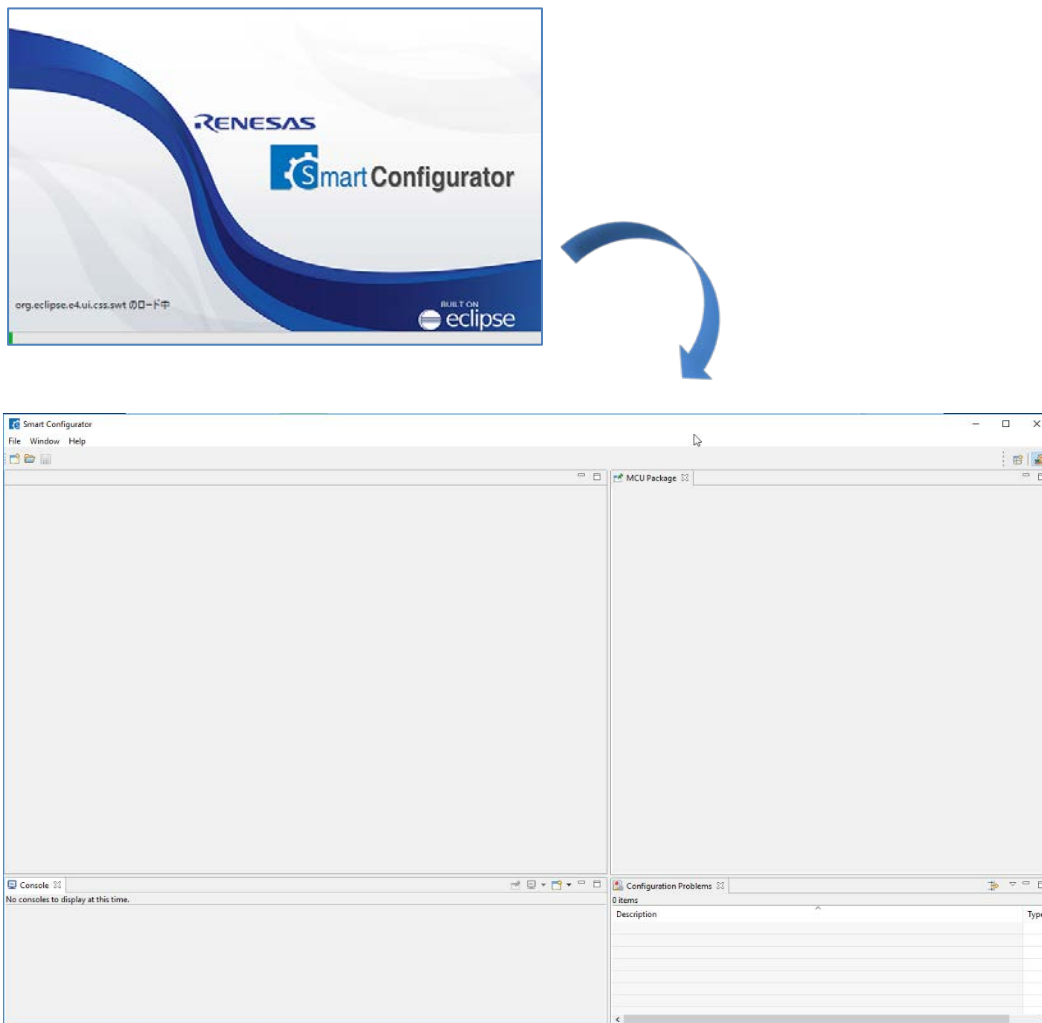 RENESAS
Smart Configurator
org.eclipse.e4.ui.css.swt のロード中
BUILT ON
eclipse
Smart Configurator
File Window Help
MCU Package
Console
No consoles to display at this time.
Configuration Problems
0 items
Description
Type